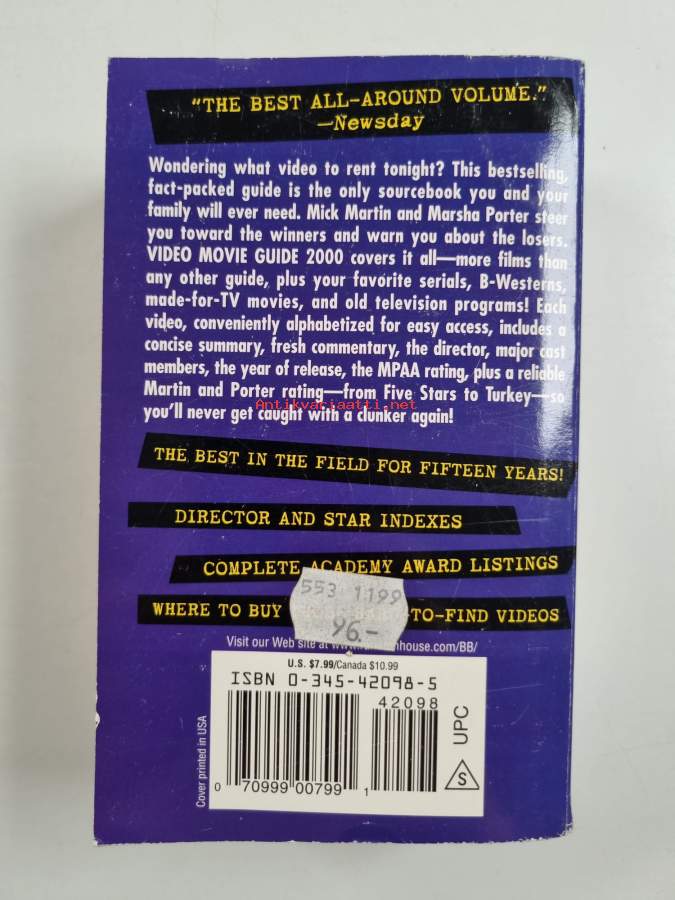 "THE BEST ALL-AROUND VOLUME."
—Newsday
Wondering what video to rent tonight? This bestselling,
fact-packed guide is the only sourcebook you and your
family will ever need. Mick Martin and Marsha Porter steer
you toward the winners and warn you about the losers.
VIDEO MOVIE GUIDE 2000 covers it all—more films than
any other guide, plus your favorite serials, B-Westerns,
made-for-TV movies, and old television programs! Each
video, conveniently alphabetized for easy access, includes a
concise summary, fresh commentary, the director, major cast
members, the year of release, the MPAA rating, plus a reliable
Martin and Porter rating—from Five Stars to Turkey—so
Antikvariaatti.net
you'll never get caught with a clunker again!
THE BEST IN THE FIELD FOR FIFTEEN YEARS!
DIRECTOR AND STAR INDEXES
COMPLETE ACADEMY AWARD LISTINGS
553 1199
WHERE TO BUY -TO-FIND VIDEOS
96.-
Visit our Web site at house.com/BB/
U.S. $7.99/Canada $10.99
ISBN 0-345-42098-5
42098
UPC
S
Cover printed in USA
0 70999 00799 1